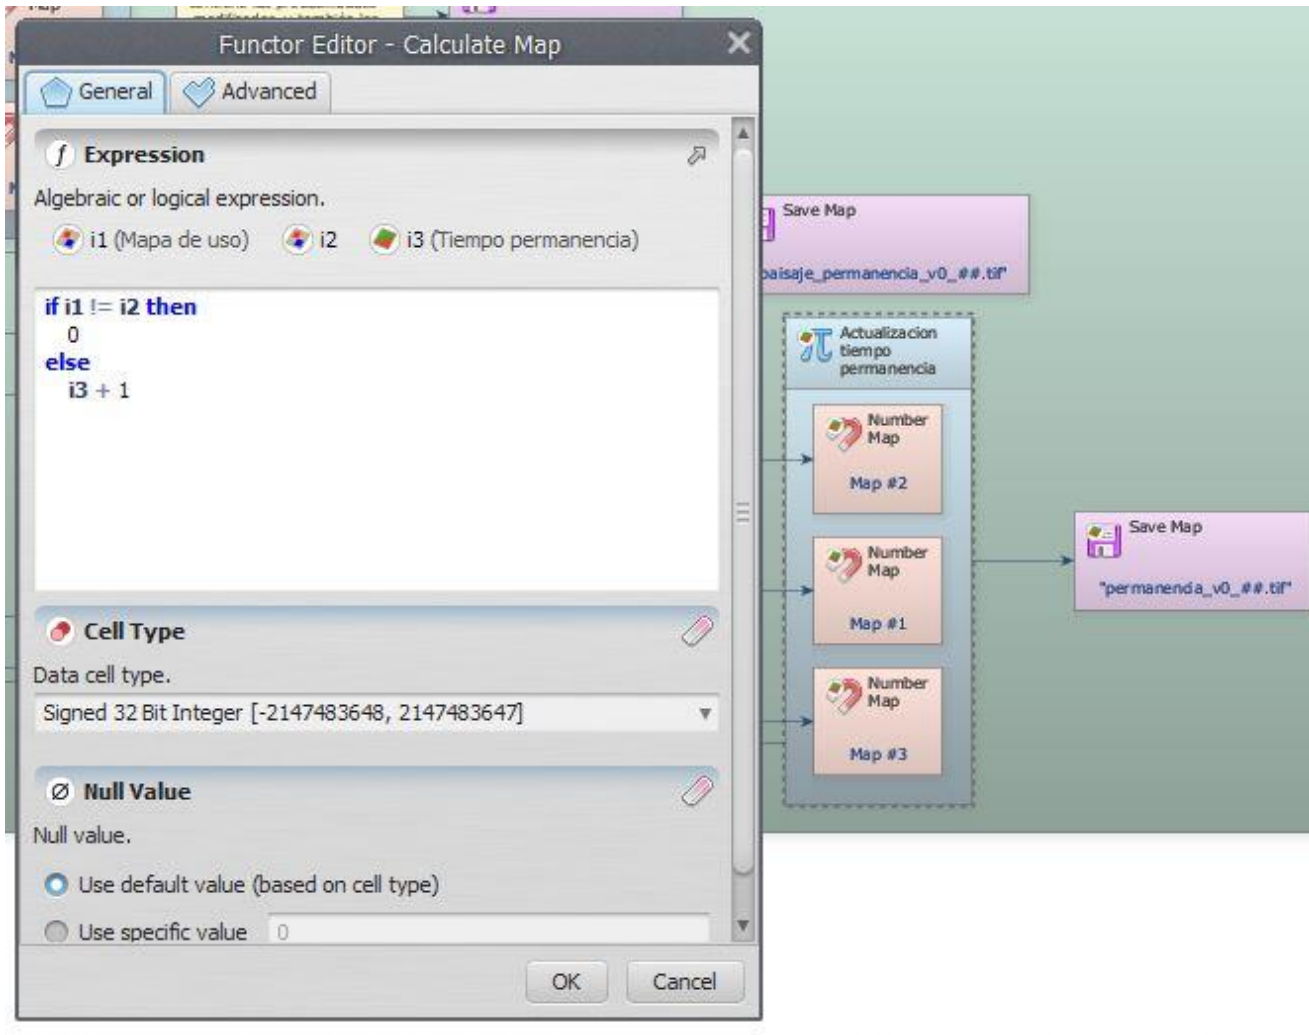 Map
Functor Editor - Calculate Map
General
Advanced
Expression
Algebraic or logical expression.
i1 (Mapa de uso)
i2
i3 (Tiempo permanencia)
if i1 != i2 then
0
else
i3 + 1
Cell Type
Data cell type.
Signed 32 Bit Integer [-2147483648, 2147483647]
Null Value
Null value.
Use default value (based on cell type)
Use specific value
0
OK
Cancel
Save Map
paisaje_permanencia_v0_##.tif"
Actualizacion
tiempo
permanencia
Number
Map
Map #2
Number
Map
Map #1
Number
Map
Map #3
Save Map
"permanencia_v0_##.tif"